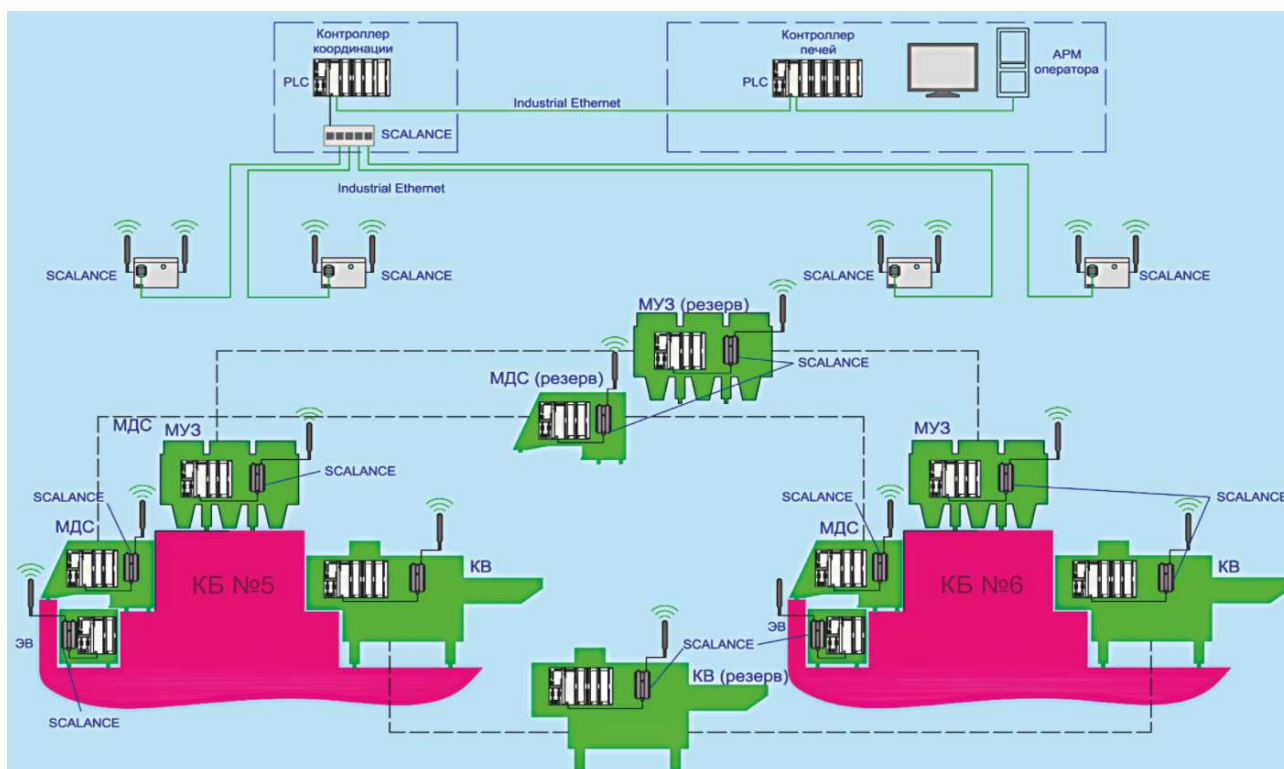 Контроллер
координации
PLC
SCALANCE
Industrial Ethernet
Контроллер
печей
PLC
АРМ
оператора
Industrial Ethernet
SCALANCE
SCALANCE
SCALANCE
SCALANCE
МУЗ (резерв)
SCALANCE
МДС (резерв)
МДС
МУЗ
SCALANCE
SCALANCE
МДС
КБ №5
КВ
ЭВ
SCALANCE
МУЗ
SCALANCE
SCALANCE
МДС
КБ №6
КВ
ЭВ
SCALANCE
КВ (резерв)